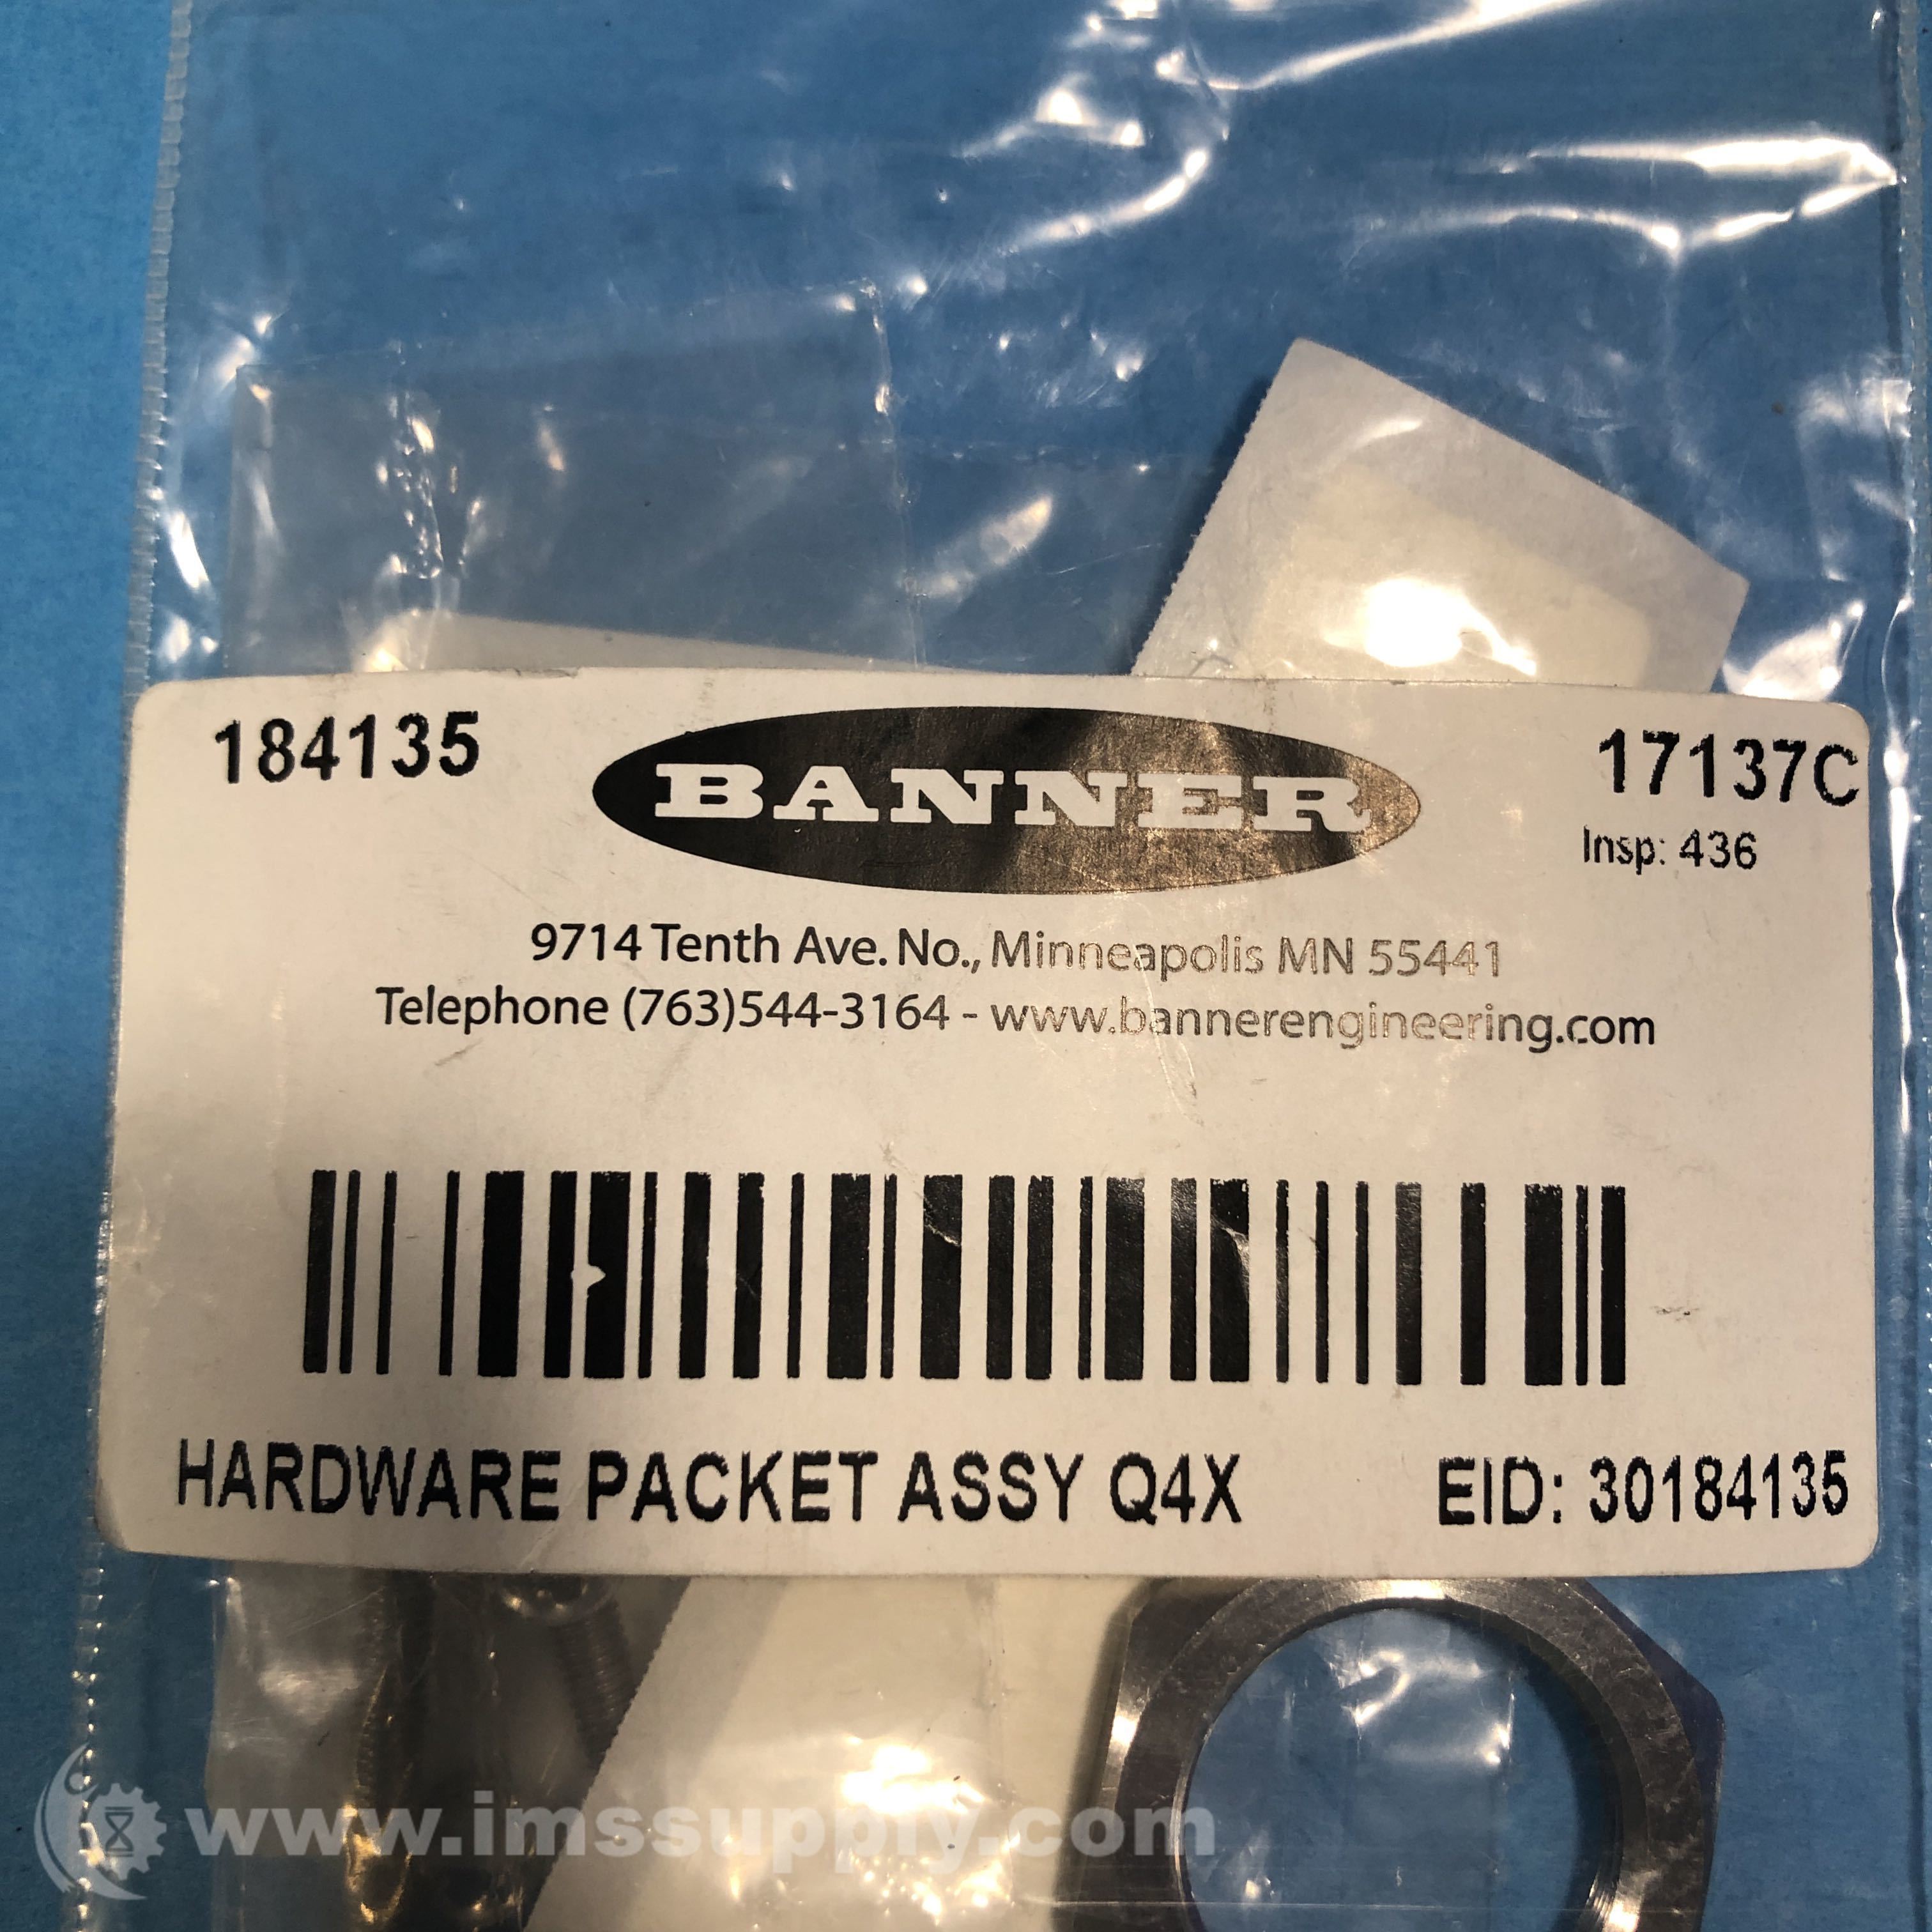 184135
BANNER
17137C
Insp: 436
9714 Tenth Ave. No., Minneapolis MN 55441
Telephone (763)544-3164 - www.bannerengineering.com
HARDWARE PACKET ASSY Q4X
EID: 30184135
www.imssupply.com